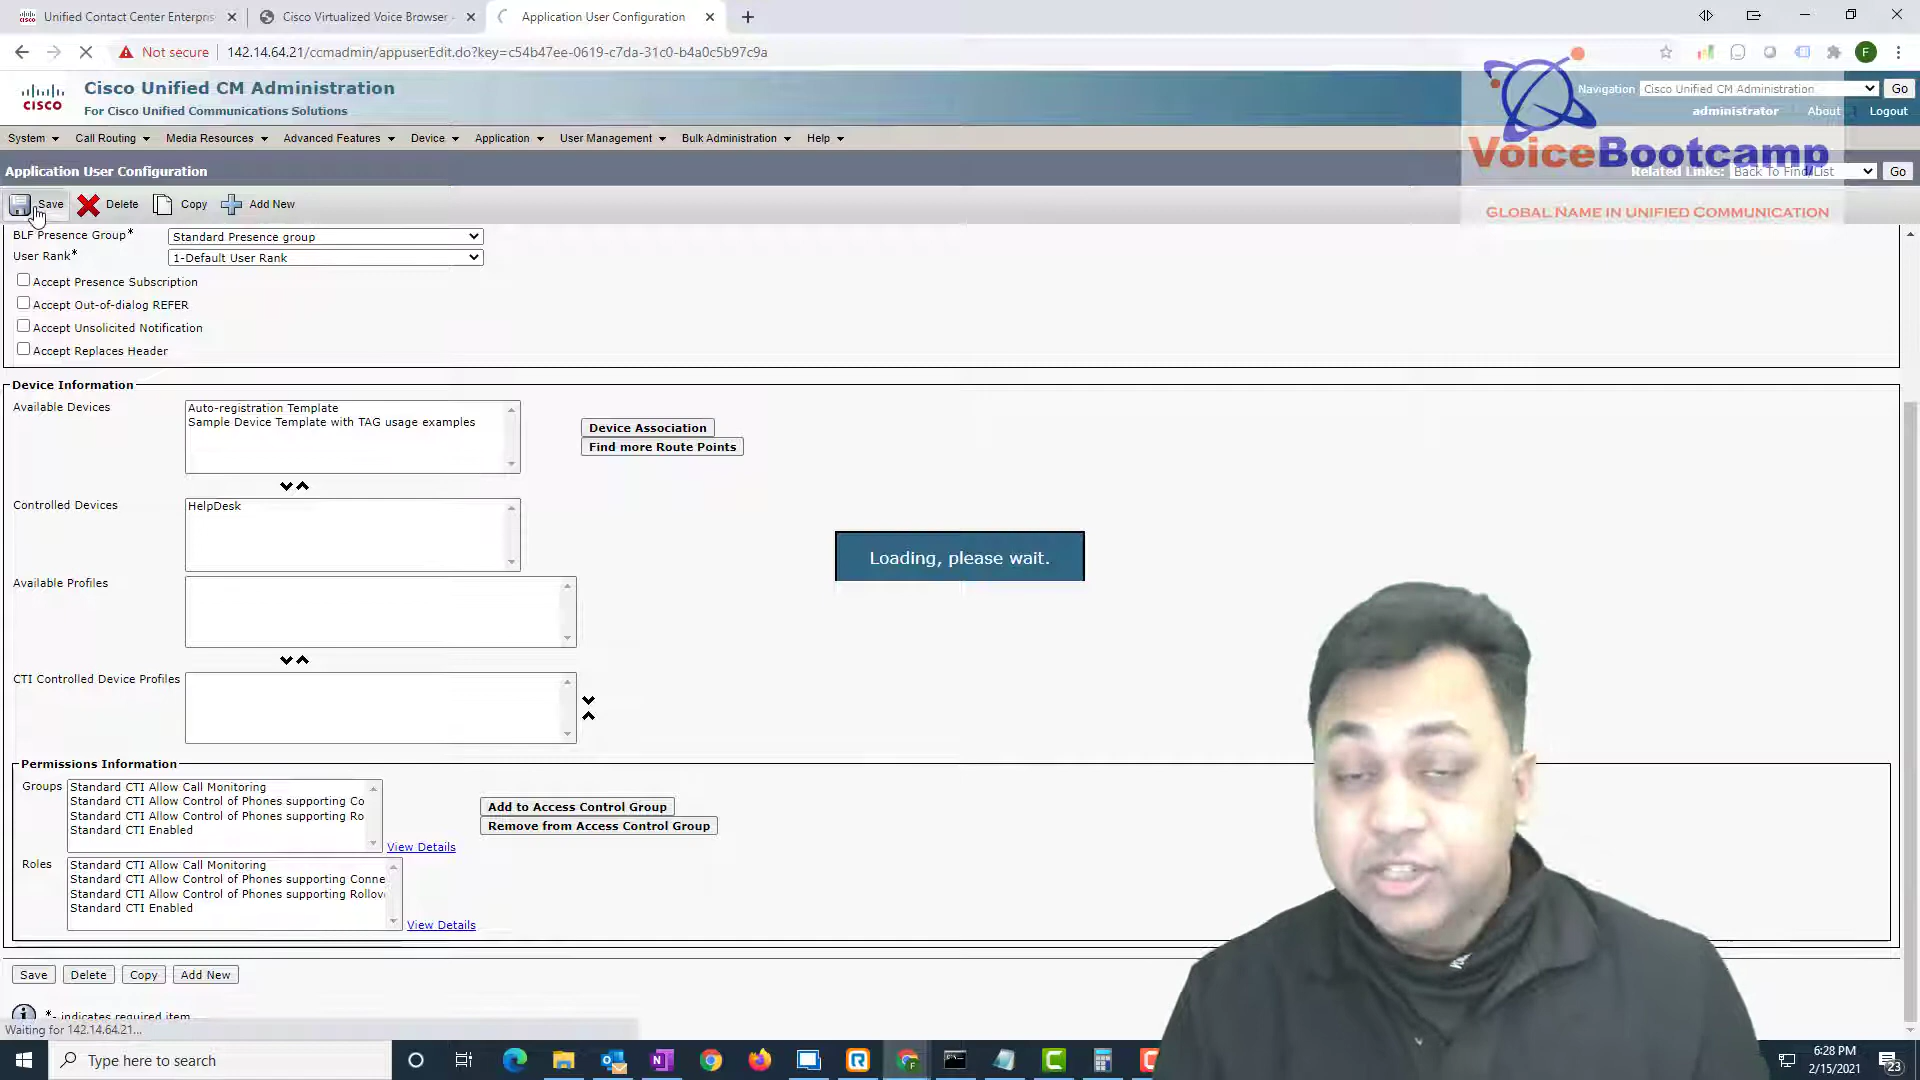 Unified Contact Center Enterpris
Cisco Virtualized Voice Browser -
Application User Configuration
Not secure
142.14.64.21/ccmadmin/appuserEdit.do?key=c54b47ee-0619-c7da-31c0-b4a0c5b97c9a
F
CISCO
Cisco Unified CM Administration
For Cisco Unified Communications Solutions
Navigation Cisco Unified CM Administration Go
administrator About Logout
System Call Routing Media Resources Advanced Features Device Application User Management Bulk Administration Help
VoiceBootcamp
GLOBAL NAME IN UNIFIED COMMUNICATION
Application User Configuration
Related Links: Back To Find/List Go
Save Delete Copy Add New
BLF Presence Group* Standard Presence group
User Rank* 1-Default User Rank
Accept Presence Subscription
Accept Out-of-dialog REFER
Accept Unsolicited Notification
Accept Replaces Header
Device Information
Available Devices
Auto-registration Template
Sample Device Template with TAG usage examples
Device Association
Find more Route Points
Controlled Devices
HelpDesk
Loading, please wait.
Available Profiles
CTI Controlled Device Profiles
Permissions Information
Groups
Standard CTI Allow Call Monitoring
Standard CTI Allow Control of Phones supporting Co
Standard CTI Allow Control of Phones supporting Ro
Standard CTI Enabled
View Details
Add to Access Control Group
Remove from Access Control Group
Roles
Standard CTI Allow Call Monitoring
Standard CTI Allow Control of Phones supporting Conne
Standard CTI Allow Control of Phones supporting Rollov
Standard CTI Enabled
View Details
Save Delete Copy Add New
*- indicates required item
Waiting for 142.14.64.21...
Type here to search
6:28 PM
2/15/2021
23